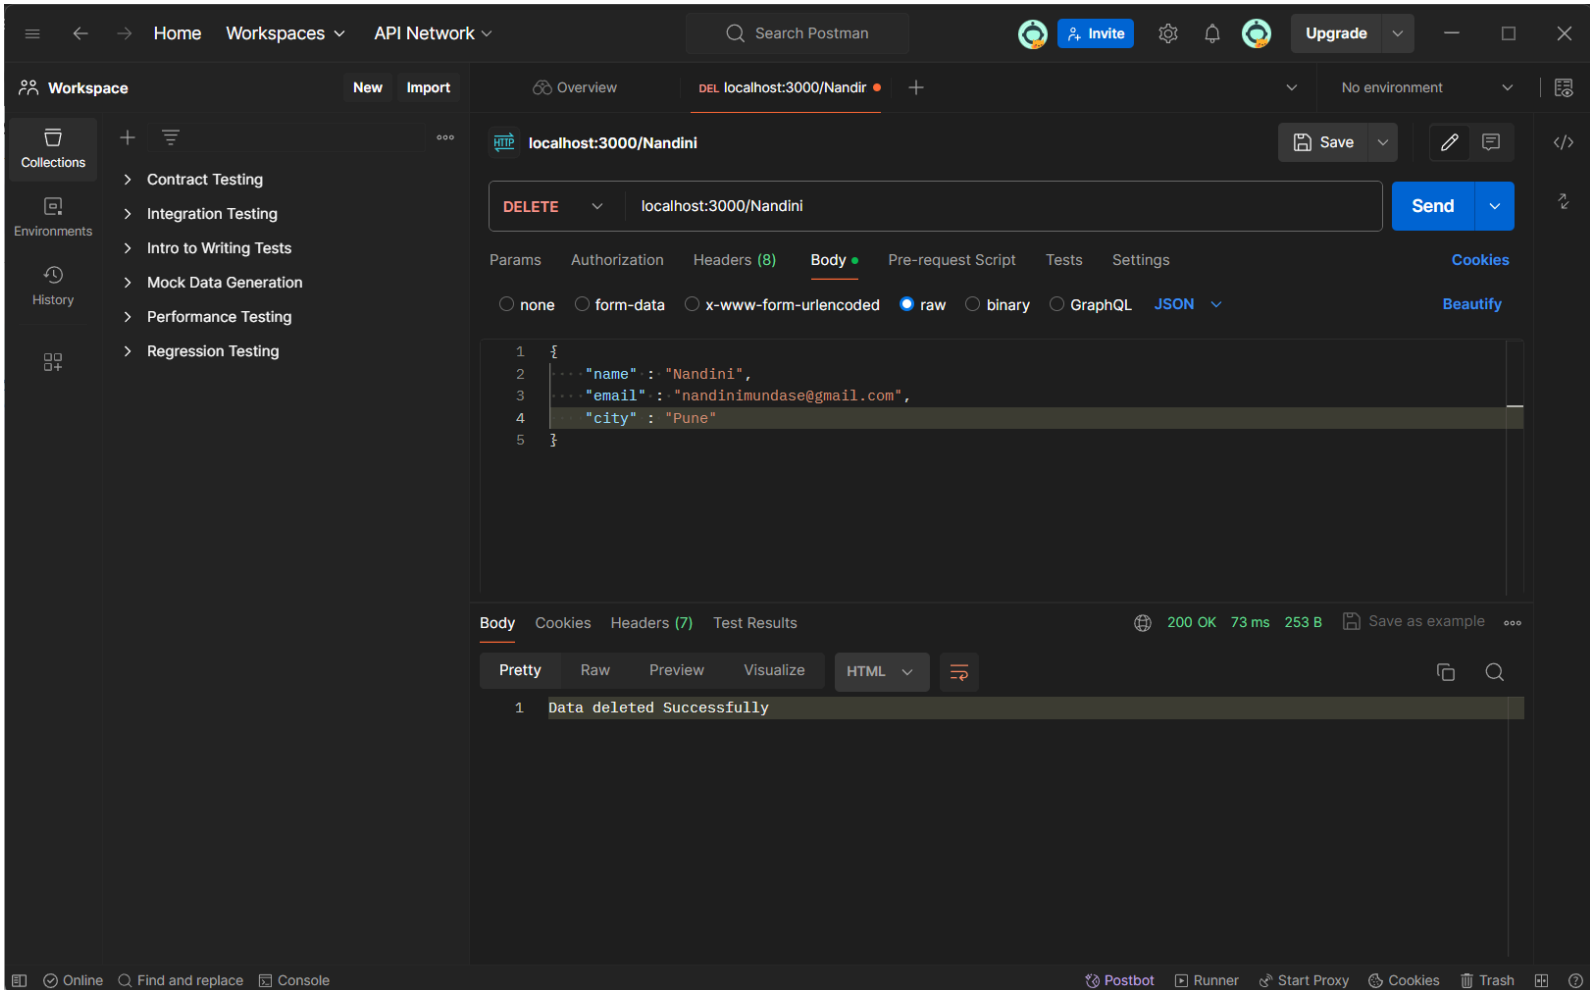 Home Workspaces API Network Search Postman Invite Upgrade
Workspace New Import Overview DEL localhost:3000/Nandir No environment
Collections
Environments
History
Contract Testing
Integration Testing
Intro to Writing Tests
Mock Data Generation
Performance Testing
Regression Testing
HTTP localhost:3000/Nandini Save
DELETE localhost:3000/Nandini Send
Params Authorization Headers (8) Body Pre-request Script Tests Settings Cookies
none form-data x-www-form-urlencoded raw binary GraphQL JSON Beautify
1 {
2 "name" : "Nandini",
3 "email" : "nandinimundase@gmail.com",
4 "city" : "Pune"
5 }
Body Cookies Headers (7) Test Results 200 OK 73 ms 253 B Save as example
Pretty Raw Preview Visualize HTML
1 Data deleted Successfully
Online Find and replace Console Postbot Runner Start Proxy Cookies Trash